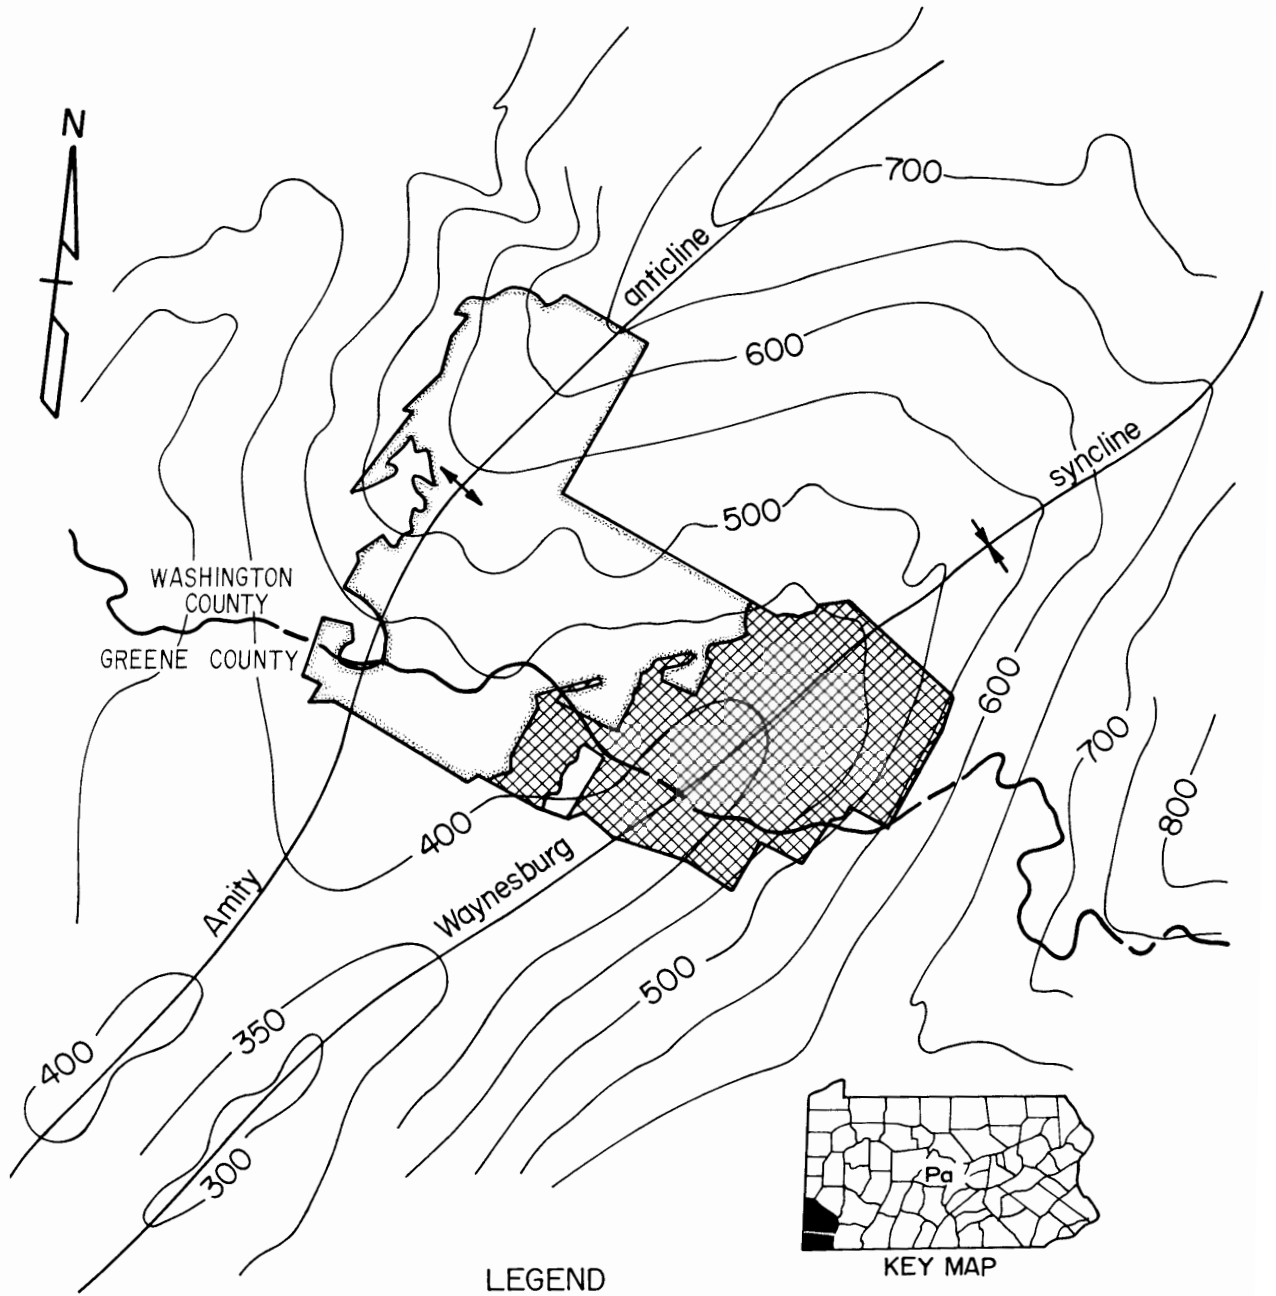 N
700
anticline
600
syncline
500
WASHINGTON
COUNTY
GREENE COUNTY
600
700
800
400
Waynesburg
Amity
500
350
400
300
Pa
KEY MAP
LEGEND